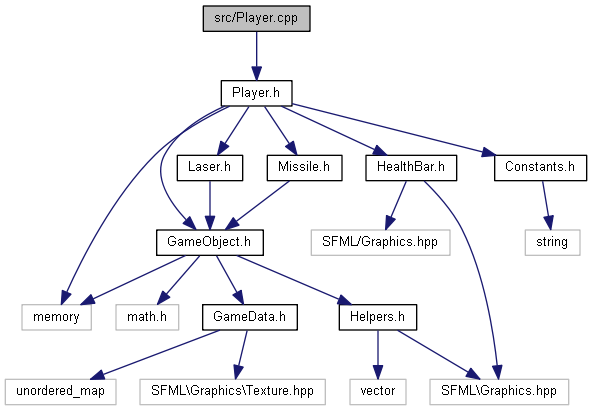 src/Player.cpp
Player.h
Laser.h
Missile.h
HealthBar.h
Constants.h
GameObject.h
SFML/Graphics.hpp
string
memory
math.h
GameData.h
Helpers.h
unordered_map
SFML\Graphics\Texture.hpp
vector
SFML\Graphics.hpp